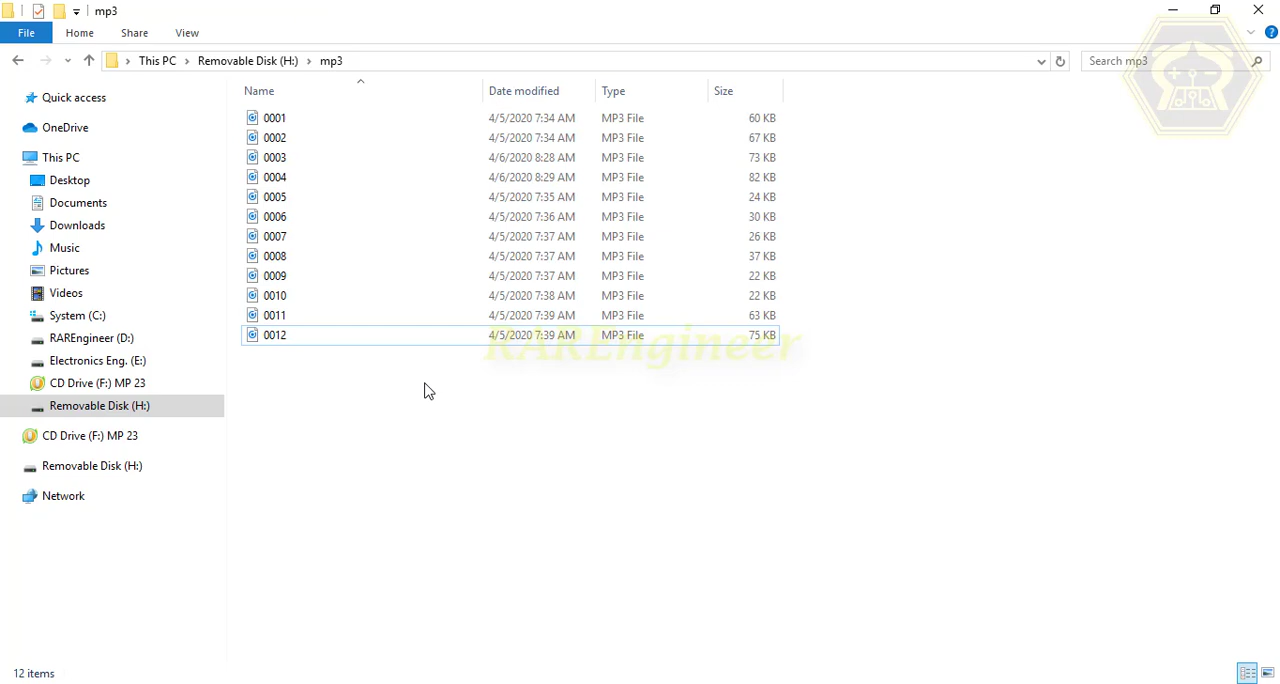 mp3
File Home Share View
This PC Removable Disk (H:) mp3 Search mp3
Name Date modified Type Size
Quick access
OneDrive
This PC
Desktop
Documents
Downloads
Music
Pictures
Videos
System (C:)
RAREngineer (D:)
Electronics Eng. (E:)
CD Drive (F:) MP 23
Removable Disk (H:)
CD Drive (F:) MP 23
Removable Disk (H:)
Network
0001 4/5/2020 7:34 AM MP3 File 60 KB
0002 4/5/2020 7:34 AM MP3 File 67 KB
0003 4/6/2020 8:28 AM MP3 File 73 KB
0004 4/6/2020 8:29 AM MP3 File 82 KB
0005 4/5/2020 7:35 AM MP3 File 24 KB
0006 4/5/2020 7:36 AM MP3 File 30 KB
0007 4/5/2020 7:37 AM MP3 File 26 KB
0008 4/5/2020 7:37 AM MP3 File 37 KB
0009 4/5/2020 7:37 AM MP3 File 22 KB
0010 4/5/2020 7:38 AM MP3 File 22 KB
0011 4/5/2020 7:39 AM MP3 File 63 KB
0012 4/5/2020 7:39 AM MP3 File 75 KB
RAREngineer
12 items